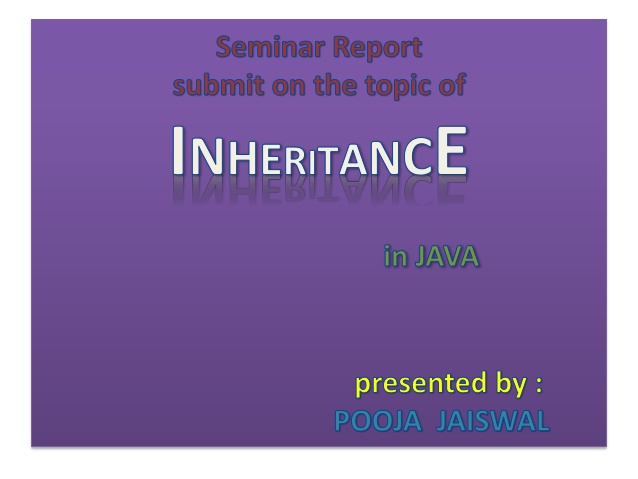 Seminar Report
submit on the topic of
INHERITANCE
in JAVA
presented by :
POOJA JAISWAL